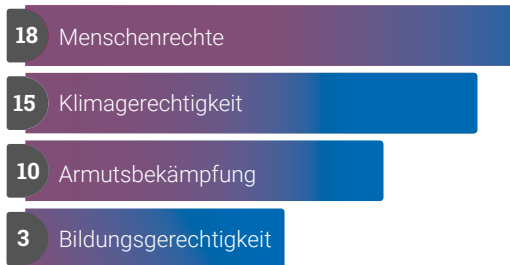 18 Menschenrechte
15 Klimagerechtigkeit
10 Armutsbekämpfung
3 Bildungsgerechtigkeit